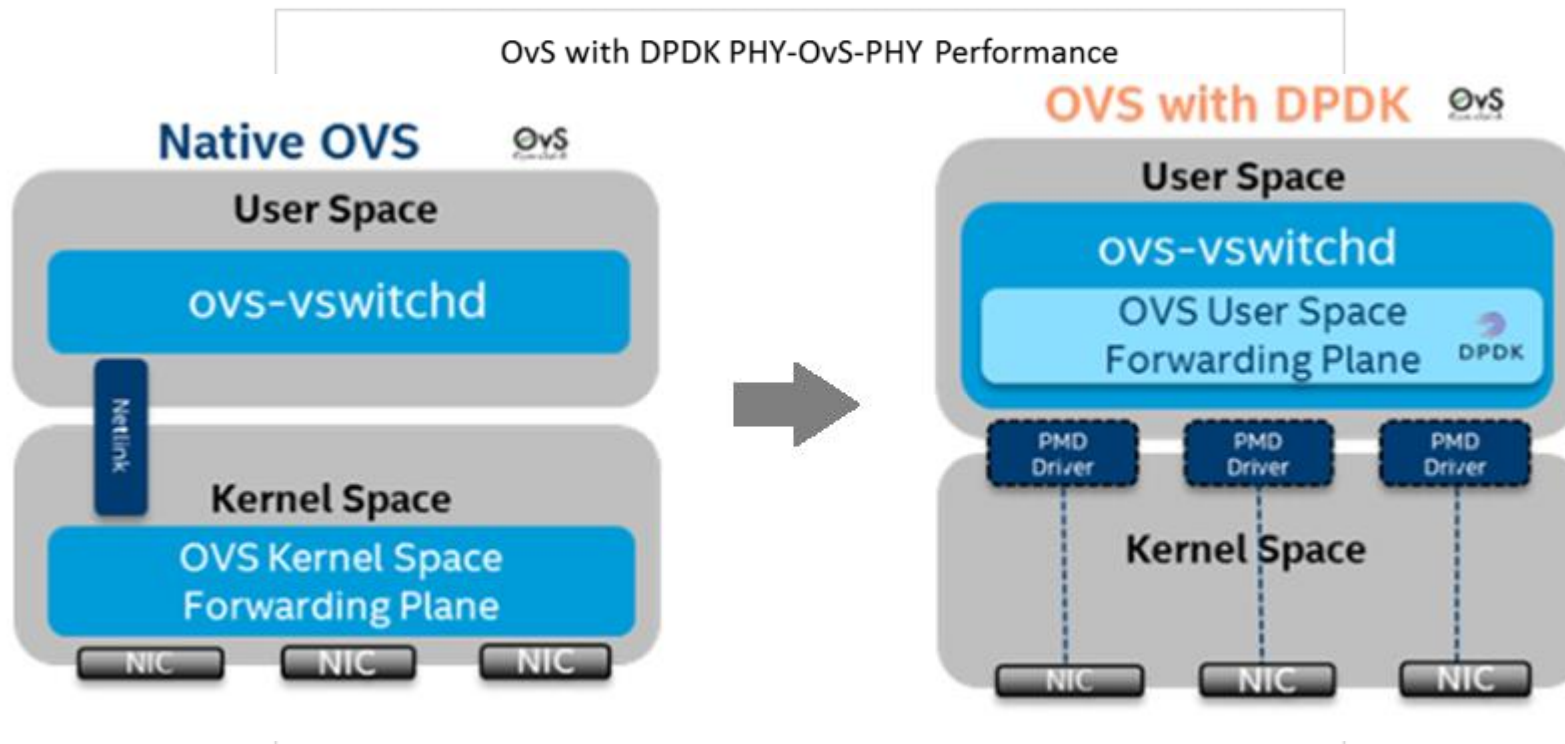 OvS with DPDK PHY-OvS-PHY Performance
Native OVS
OvS
User Space
ovs-vswitchd
Netlink
Kernel Space
OVS Kernel Space
Forwarding Plane
NIC
NIC
NIC
OVS with DPDK
OvS
User Space
ovs-vswitchd
OVS User Space
Forwarding Plane
DPDK
PMD
Driver
PMD
Driver
PMD
Driver
Kernel Space
NIC
NIC
NIC